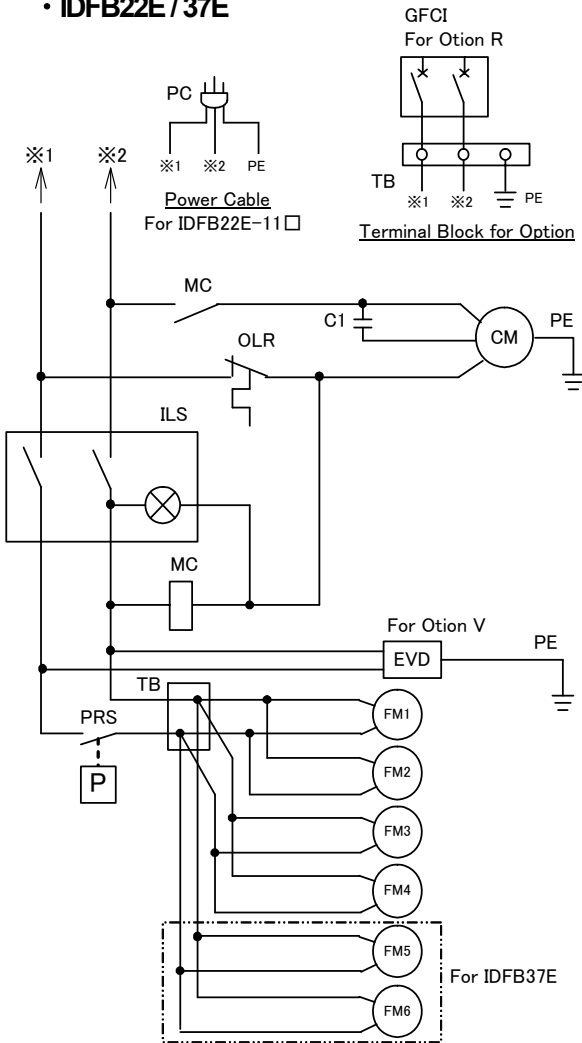 ・IDFB22E / 37E
GFCI
For Otion R
PC
※1 ※2
※1 ※2 PE
Power Cable
For IDFB22E-11□
TB
※1 ※2 PE
Terminal Block for Option
MC
C1
CM
PE
OLR
ILS
MC
For Otion V
EVD
PE
TB
PRS
P
FM1
FM2
FM3
FM4
FM5
For IDFB37E
FM6